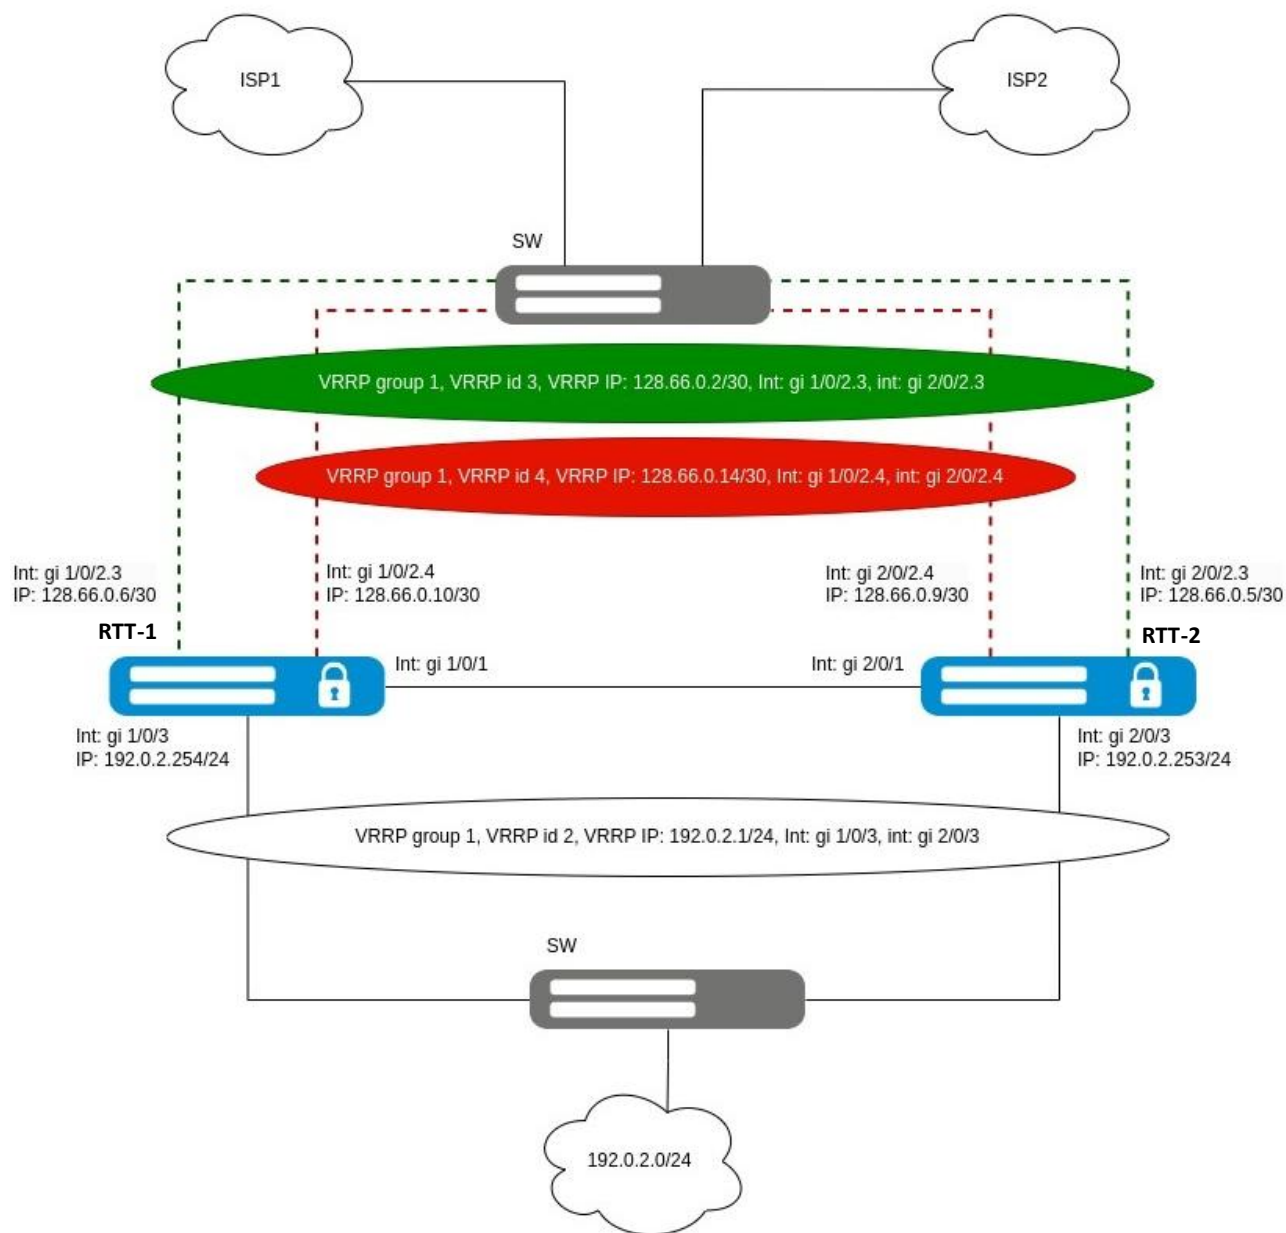 ISP1
ISP2
SW
VRRP group 1, VRRP id 3, VRRP IP: 128.66.0.2/30, Int: gi 1/0/2.3, int: gi 2/0/2.3
VRRP group 1, VRRP id 4, VRRP IP: 128.66.0.14/30, Int: gi 1/0/2.4, int: gi 2/0/2.4
Int: gi 1/0/2.3
IP: 128.66.0.6/30
Int: gi 1/0/2.4
IP: 128.66.0.10/30
Int: gi 2/0/2.4
IP: 128.66.0.9/30
Int: gi 2/0/2.3
IP: 128.66.0.5/30
RTT-1
RTT-2
Int: gi 1/0/1
Int: gi 2/0/1
Int: gi 1/0/3
IP: 192.0.2.254/24
Int: gi 2/0/3
IP: 192.0.2.253/24
VRRP group 1, VRRP id 2, VRRP IP: 192.0.2.1/24, Int: gi 1/0/3, int: gi 2/0/3
SW
192.0.2.0/24